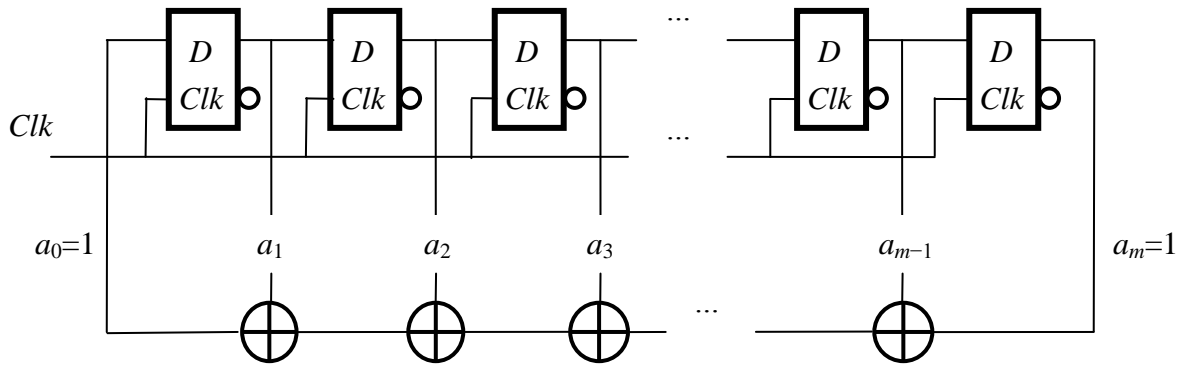 ...
D D D D D
Clk Clk Clk Clk Clk
Clk
...
a₀=1 a₁ a₂ a₃ aₘ₋₁ aₘ=1
...